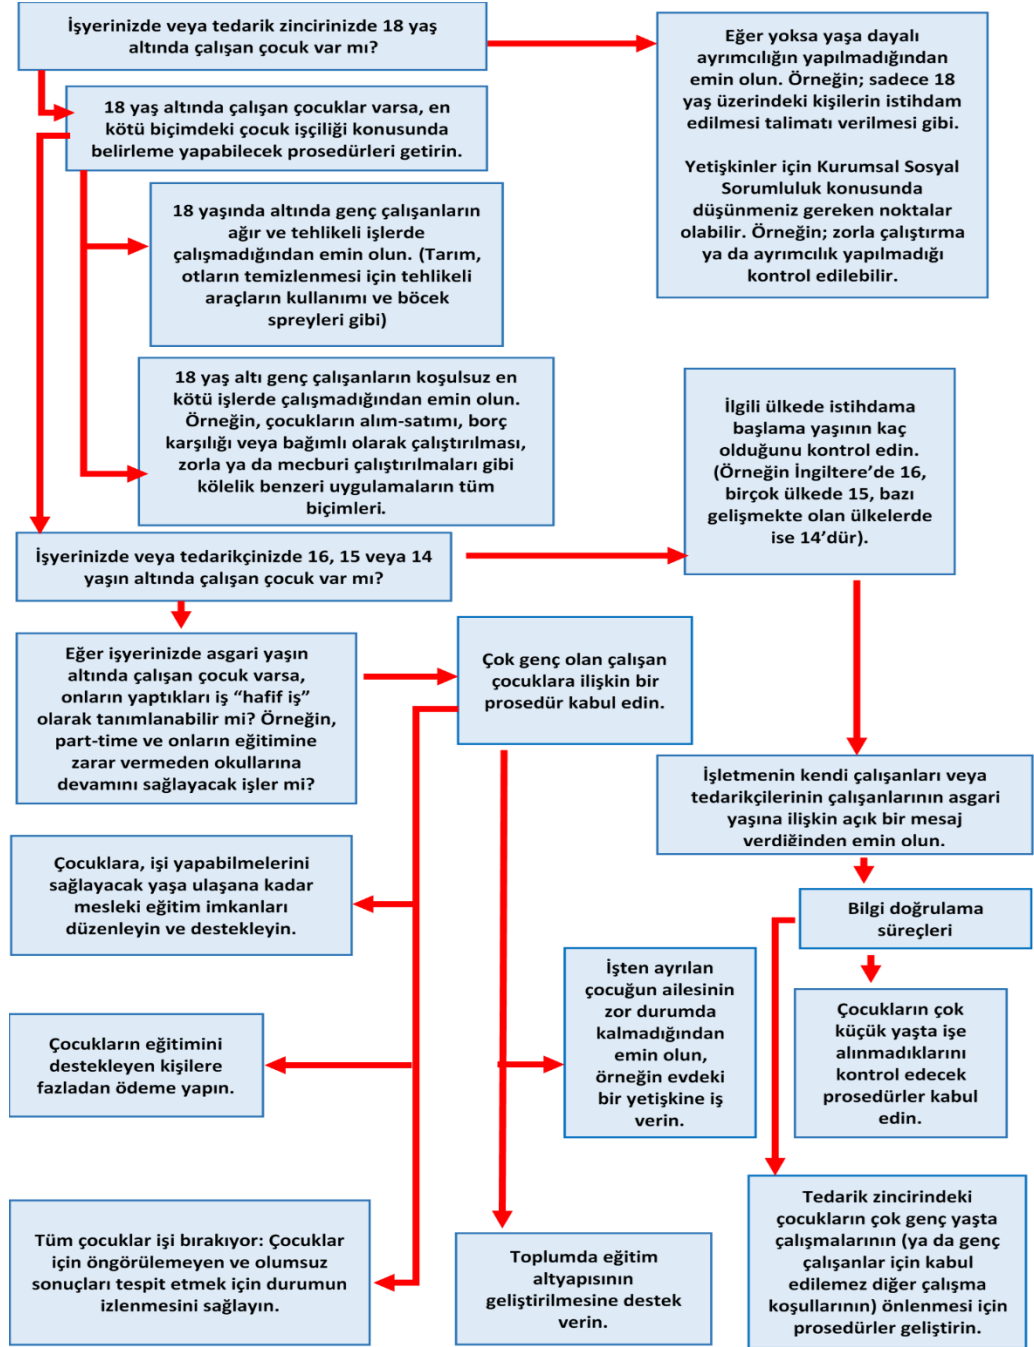 İşyerinizde veya tedarik zincirinizde 18 yaş
altında çalışan çocuk var mı?
Eğer yoksa yaşa dayalı
ayrımcılığın yapılmadığından
emin olun. Örneğin; sadece 18
yaş üzerindeki kişilerin istihdam
edilmesi talimatı verilmesi gibi.
Yetişkinler için Kurumsal Sosyal
Sorumluluk konusunda
düşünmeniz gereken noktalar
olabilir. Örneğin; zorla çalıştırma
ya da ayrımcılık yapılmadığı
kontrol edilebilir.
18 yaş altında çalışan çocuklar varsa, en
kötü biçimdeki çocuk işçiliği konusunda
belirleme yapabilecek prosedürleri getirin.
18 yaşında altında genç çalışanların
ağır ve tehlikeli işlerde
çalışmadığından emin olun. (Tarım,
otların temizlenmesi için tehlikeli
araçların kullanımı ve böcek
spreyleri gibi)
18 yaş altı genç çalışanların koşulsuz en
kötü işlerde çalışmadığından emin olun.
Örneğin, çocukların alım-satımı, borç
karşılığı veya bağımlı olarak çalıştırılması,
zorla ya da mecburi çalıştırılmaları gibi
kölelik benzeri uygulamaların tüm
biçimleri.
İlgili ülkede istihdama
başlama yaşının kaç
olduğunu kontrol edin.
(Örneğin İngiltere’de 16,
birçok ülkede 15, bazı
gelişmekte olan ülkelerde
ise 14’dür).
İşyerinizde veya tedarikçinizde 16, 15 veya 14
yaşın altında çalışan çocuk var mı?
Eğer işyerinizde asgari yaşın
altında çalışan çocuk varsa,
onların yaptıkları iş “hafif iş”
olarak tanımlanabilir mi? Örneğin,
part-time ve onların eğitimine
zarar vermeden okullarına
devamını sağlayacak işler mi?
Çok genç olan çalışan
çocuklara ilişkin bir
prosedür kabul edin.
İşletmenin kendi çalışanları veya
tedarikçilerinin çalışanlarının asgari
yaşına ilişkin açık bir mesaj
verdiğinden emin olun.
Çocuklara, işi yapabilmelerini
sağlayacak yaşa ulaşana kadar
mesleki eğitim imkanları
düzenleyin ve destekleyin.
Bilgi doğrulama
süreçleri
İşten ayrılan
çocuğun ailesinin
zor durumda
kalmadığından
emin olun,
örneğin evdeki
bir yetişkine iş
verin.
Çocukların çok
küçük yaşta işe
alınmadıklarını
kontrol edecek
prosedürler kabul
edin.
Çocukların eğitimini
destekleyen kişilere
fazladan ödeme yapın.
Tüm çocuklar işi bırakıyor: Çocuklar
için öngörülemeyen ve olumsuz
sonuçları tespit etmek için durumun
izlenmesini sağlayın.
Toplumda eğitim
altyapısının
geliştirilmesine destek
verin.
Tedarik zincirindeki
çocukların çok genç yaşta
çalışmalarının (ya da genç
çalışanlar için kabul
edilemez diğer çalışma
koşullarının) önlenmesi için
prosedürler geliştirin.